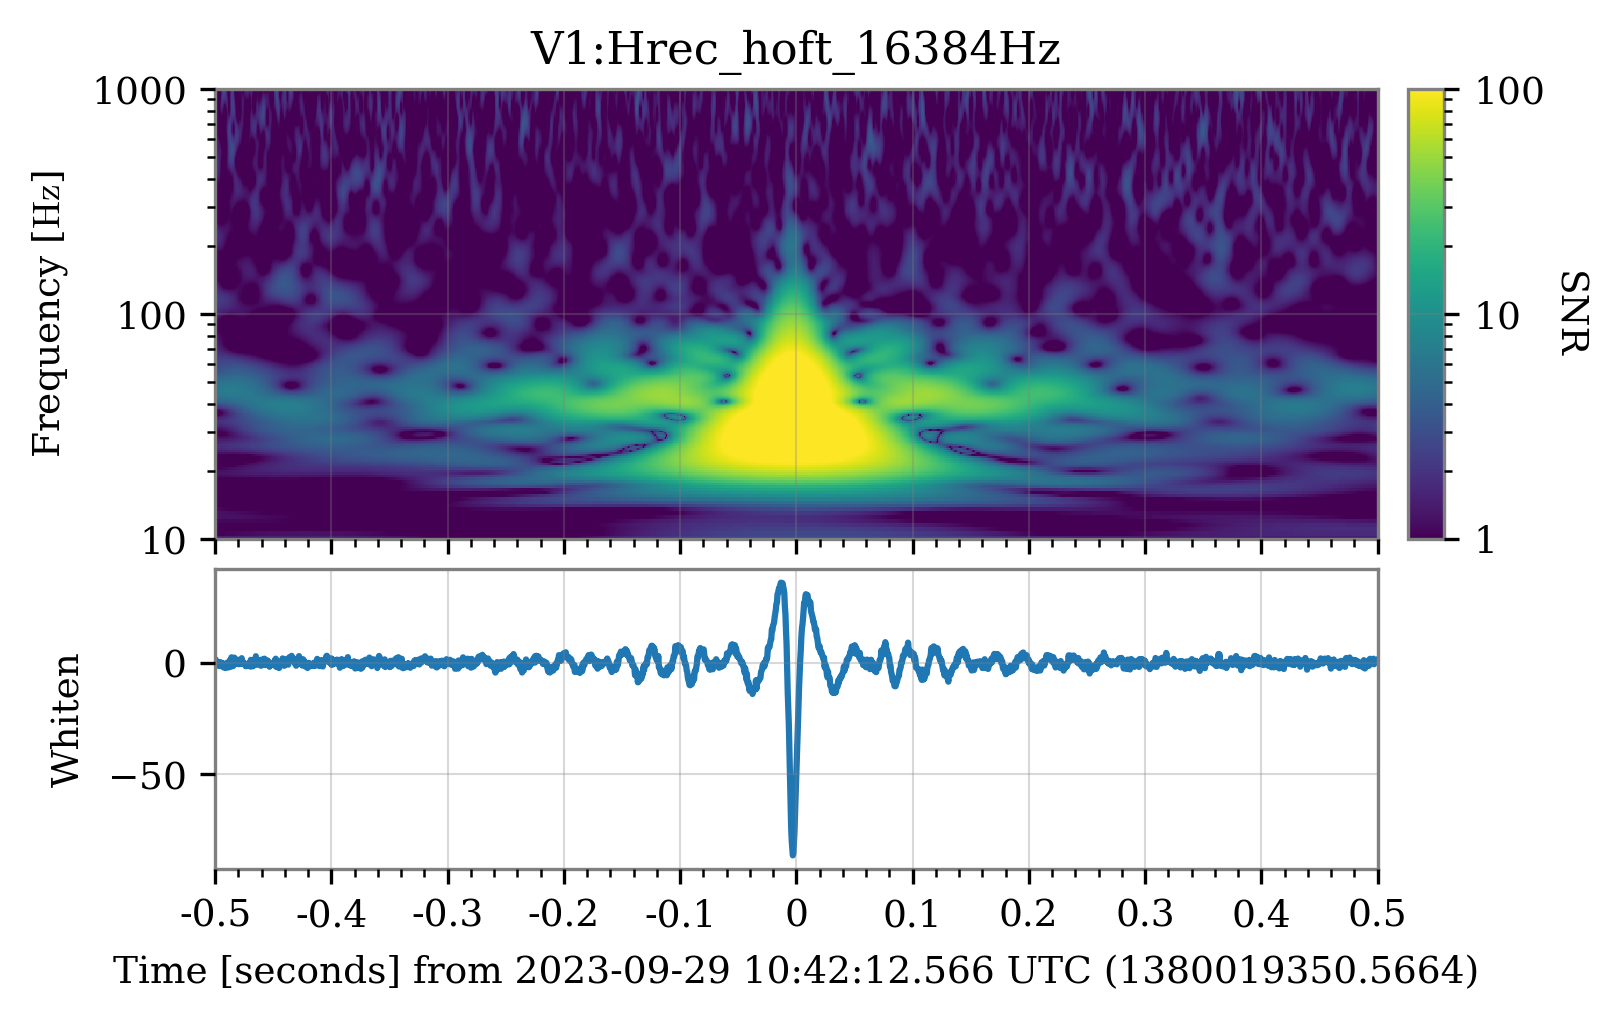 V1:Hrec_hoft_16384Hz
1000
100
10
Frequency [Hz]
100
10
1
SNR
0
−50
Whiten
-0.5 -0.4 -0.3 -0.2 -0.1 0 0.1 0.2 0.3 0.4 0.5
Time [seconds] from 2023-09-29 10:42:12.566 UTC (1380019350.5664)